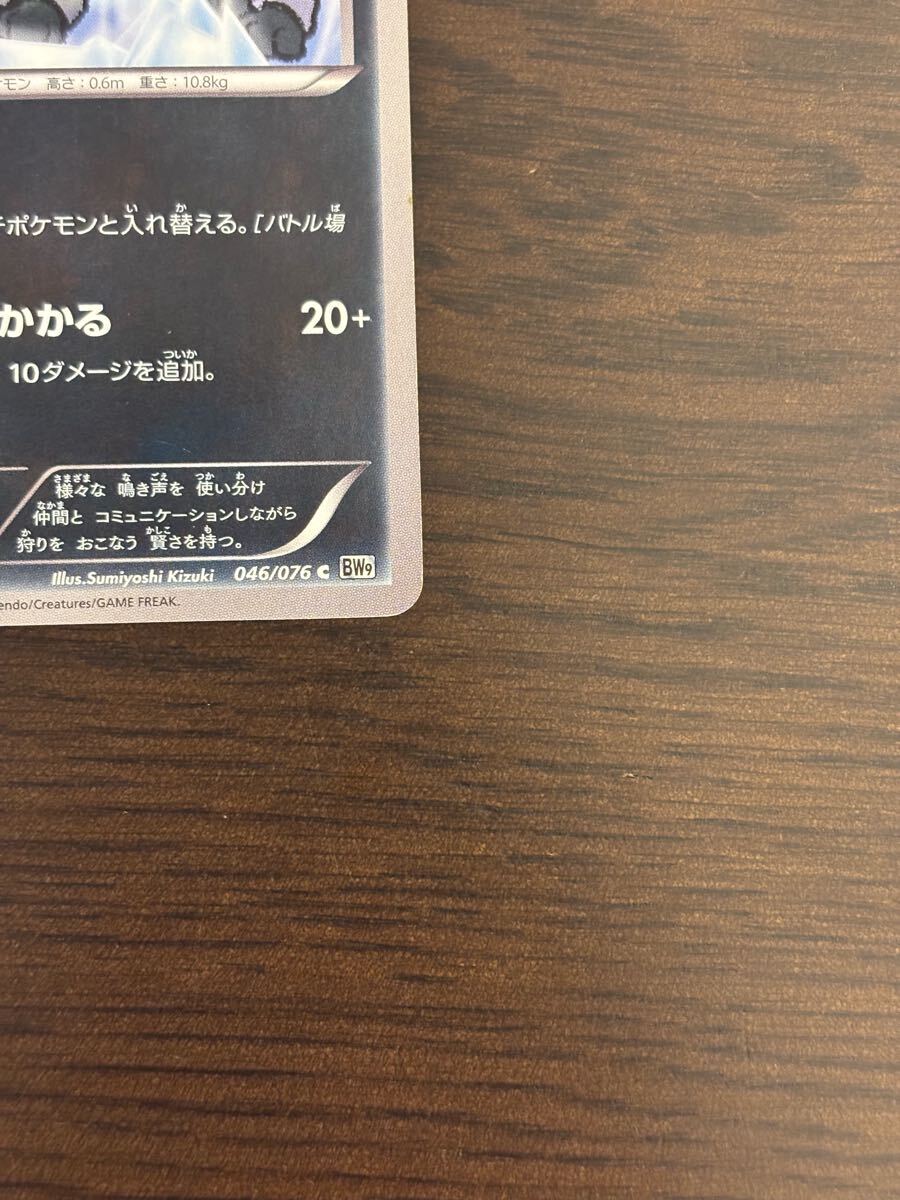 ケモン 高さ：0.6m 重さ：10.8kg
ポケモンと入れ替える。[バトル場
かかる 20+
10ダメージを追加。
様々な 鳴き声を 使い分け
仲間と コミュニケーションしながら
狩りを おこなう 賢さを持つ。
Illus.Sumiyoshi Kizuki 046/076 C BW9
endo/Creatures/GAME FREAK.